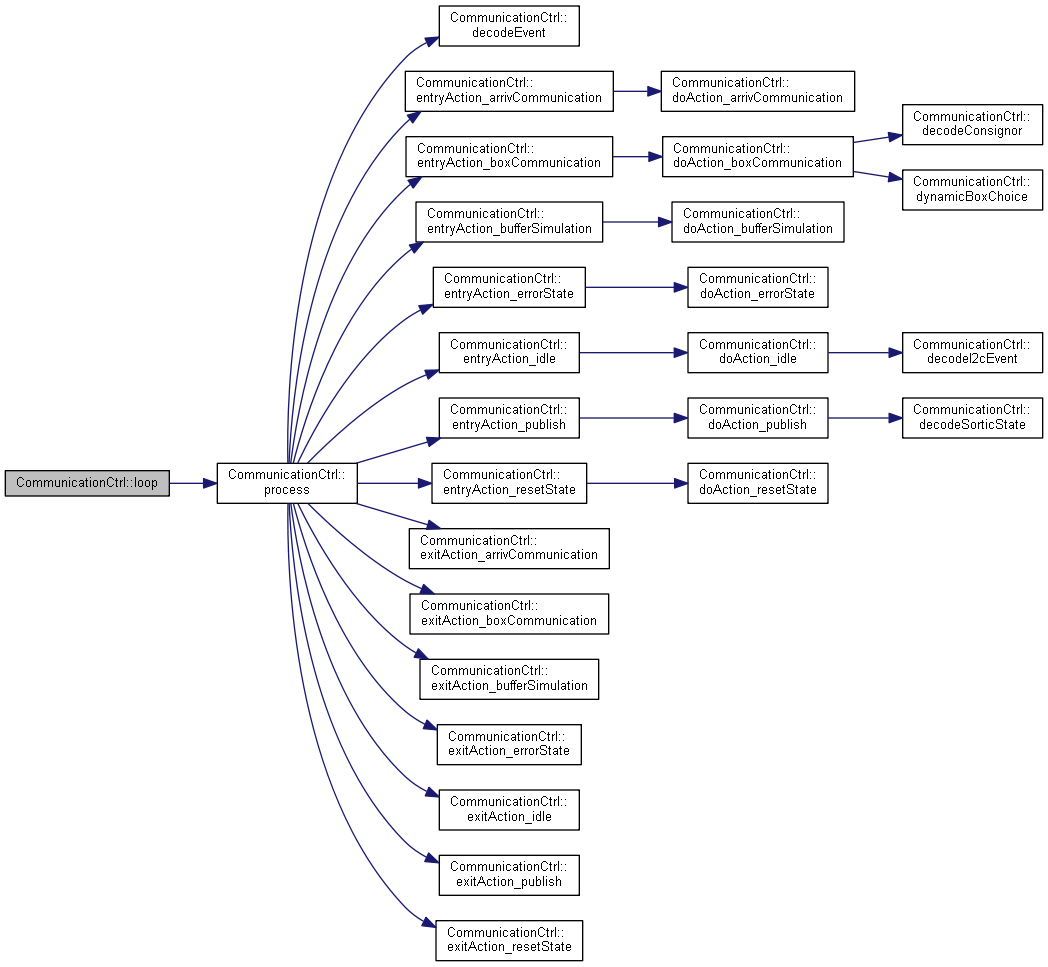 CommunicationCtrl::
decodeEvent
CommunicationCtrl::
entryAction_arrivCommunication
CommunicationCtrl::
doAction_arrivCommunication
CommunicationCtrl::
decodeConsignor
CommunicationCtrl::
entryAction_boxCommunication
CommunicationCtrl::
doAction_boxCommunication
CommunicationCtrl::
dynamicBoxChoice
CommunicationCtrl::
entryAction_bufferSimulation
CommunicationCtrl::
doAction_bufferSimulation
CommunicationCtrl::
entryAction_errorState
CommunicationCtrl::
doAction_errorState
CommunicationCtrl::
entryAction_idle
CommunicationCtrl::
doAction_idle
CommunicationCtrl::
decodeI2cEvent
CommunicationCtrl::
entryAction_publish
CommunicationCtrl::
doAction_publish
CommunicationCtrl::
decodeSorticState
CommunicationCtrl::loop
CommunicationCtrl::
process
CommunicationCtrl::
entryAction_resetState
CommunicationCtrl::
doAction_resetState
CommunicationCtrl::
exitAction_arrivCommunication
CommunicationCtrl::
exitAction_boxCommunication
CommunicationCtrl::
exitAction_bufferSimulation
CommunicationCtrl::
exitAction_errorState
CommunicationCtrl::
exitAction_idle
CommunicationCtrl::
exitAction_publish
CommunicationCtrl::
exitAction_resetState